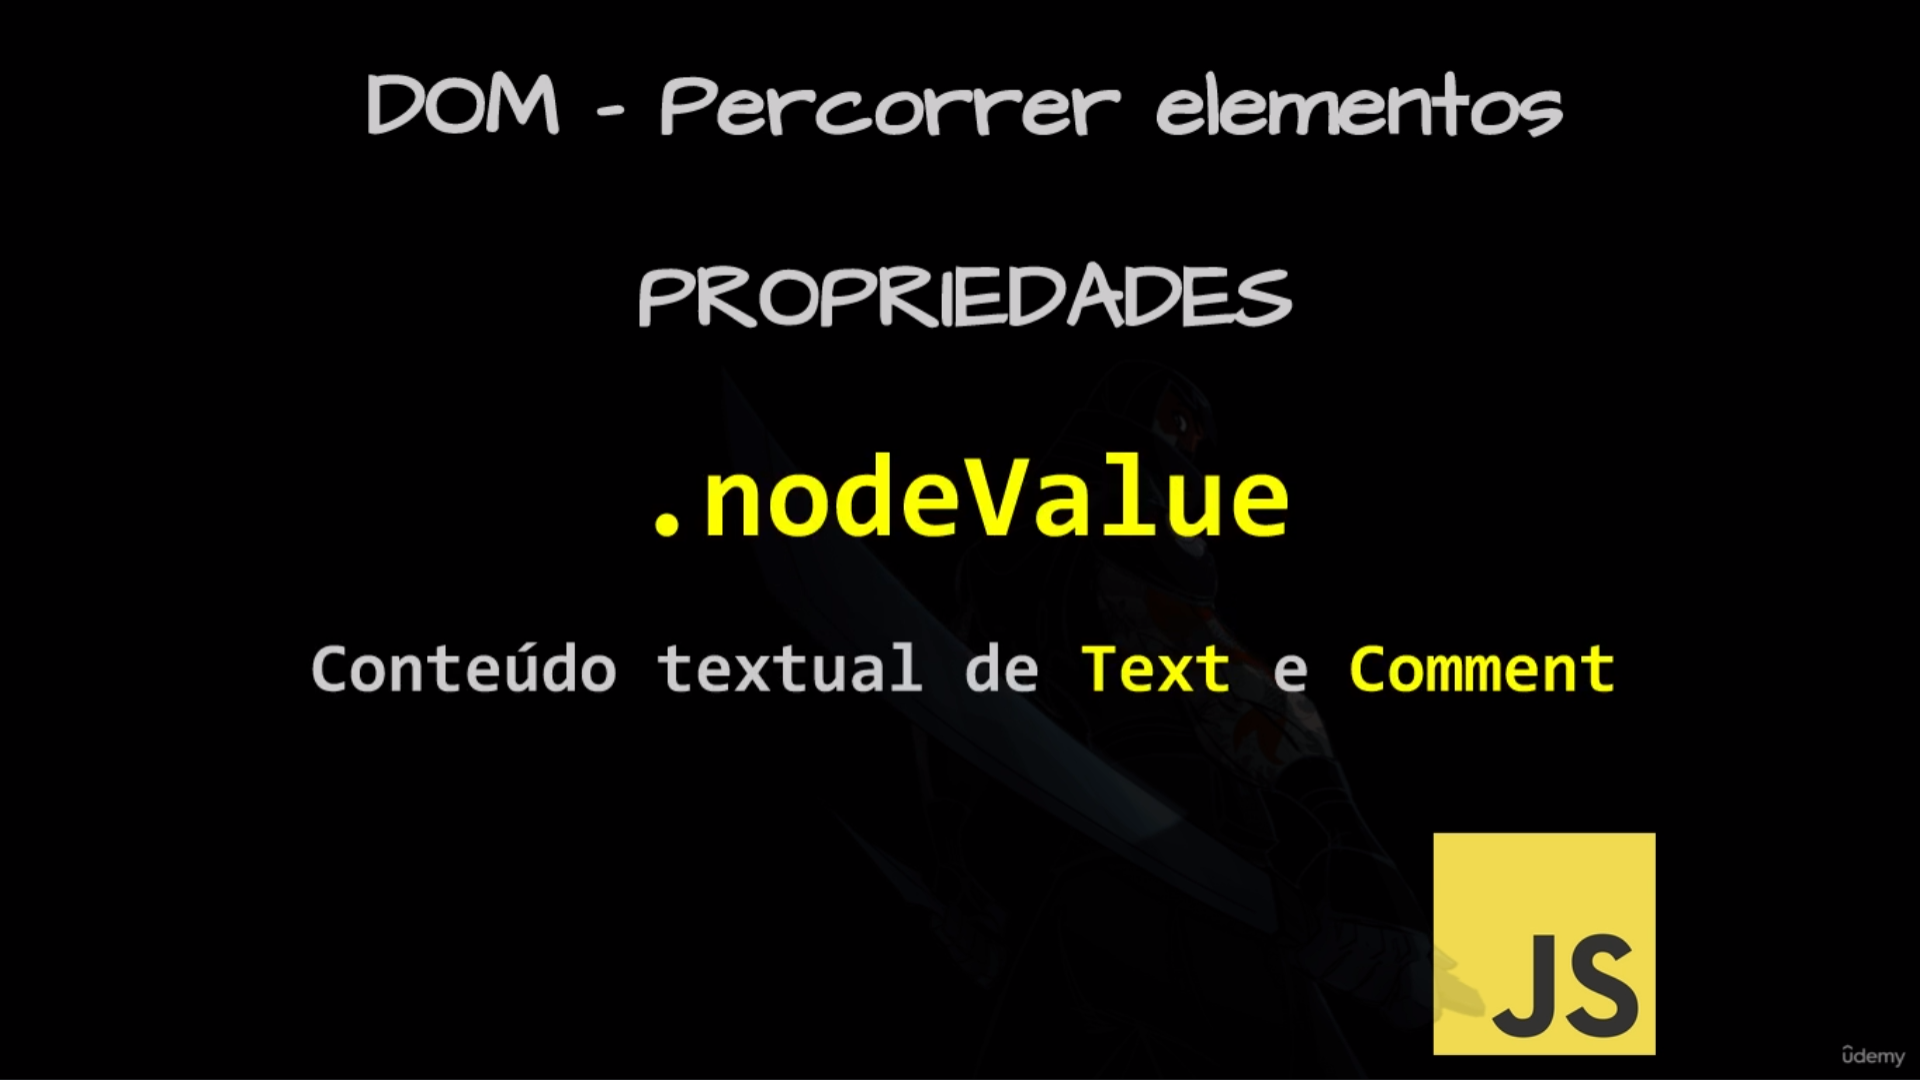 DOM - Percorrer elementos
PROPRIEDADES
.nodeValue
Conteúdo textual de Text e Comment
JS
ûdemy